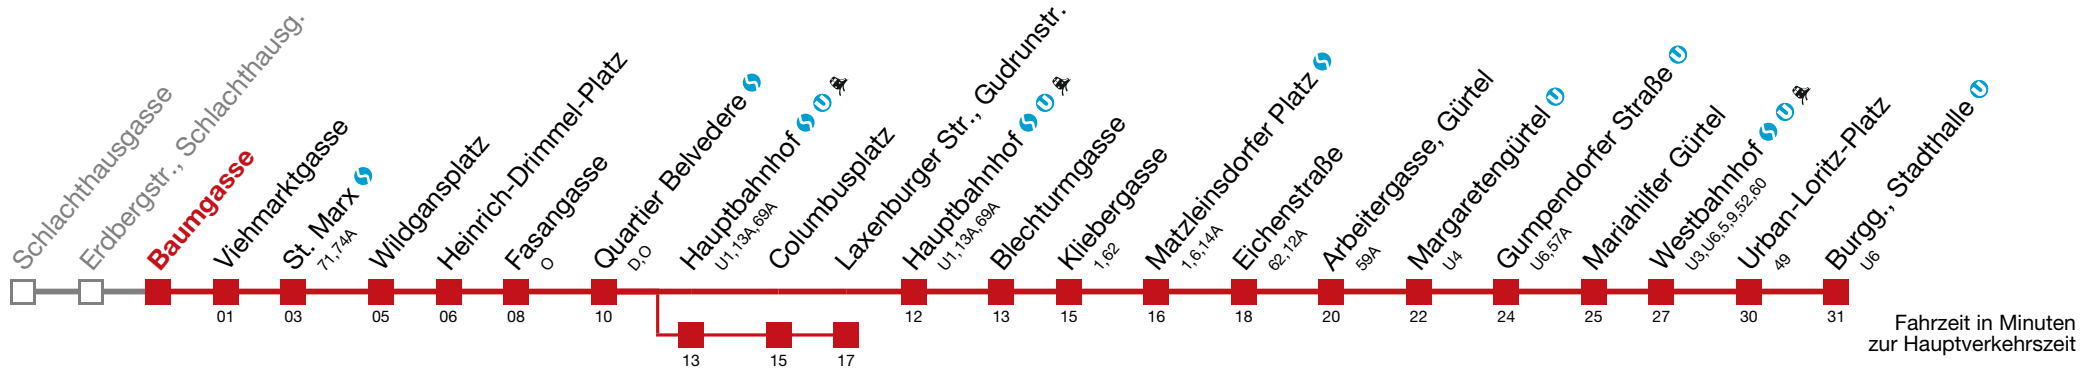 Schlachthausgasse
Erdbergstr., Schlachthausg.
Baumgasse
Viehmarktgasse
01
St. Marx
71,74A
03
Wildgansplatz
05
Heinrich-Drimmel-Platz
06
Fasangasse
O
08
Quartier Belvedere
D,O
10
Hauptbahnhof
U1,13A,69A
13
Columbusplatz
15
Laxenburger Str., Gudrunstr.
17
Hauptbahnhof
U1,13A,69A
12
Blechturmgasse
13
Kliebergasse
1,62
15
Matzleinsdorfer Platz
1,6,14A
16
Eichenstraße
62,12A
18
Arbeitergasse, Gürtel
59A
20
Margaretengürtel
U4
22
Gumpendorfer Straße
U6,57A
24
Mariahilfer Gürtel
25
Westbahnhof
U3,U6,5,9,52,60
27
Urban-Loritz-Platz
49
30
Burgg., Stadthalle
U6
31
Fahrzeit in Minuten
zur Hauptverkehrszeit